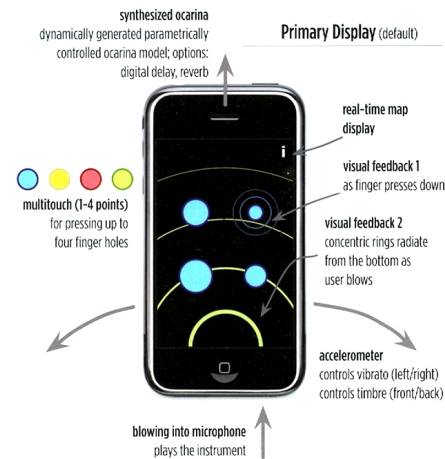 synthesized ocarina
dynamically generated parametrically
controlled ocarina model; options:
digital delay, reverb
Primary Display (default)
i
real-time map
display
visual feedback 1
as finger presses down
multitouch (1-4 points)
for pressing up to
four finger holes
visual feedback 2
concentric rings radiate
from the bottom as
user blows
accelerometer
controls vibrato (left/right)
controls timbre (front/back)
blowing into microphone
plays the instrument